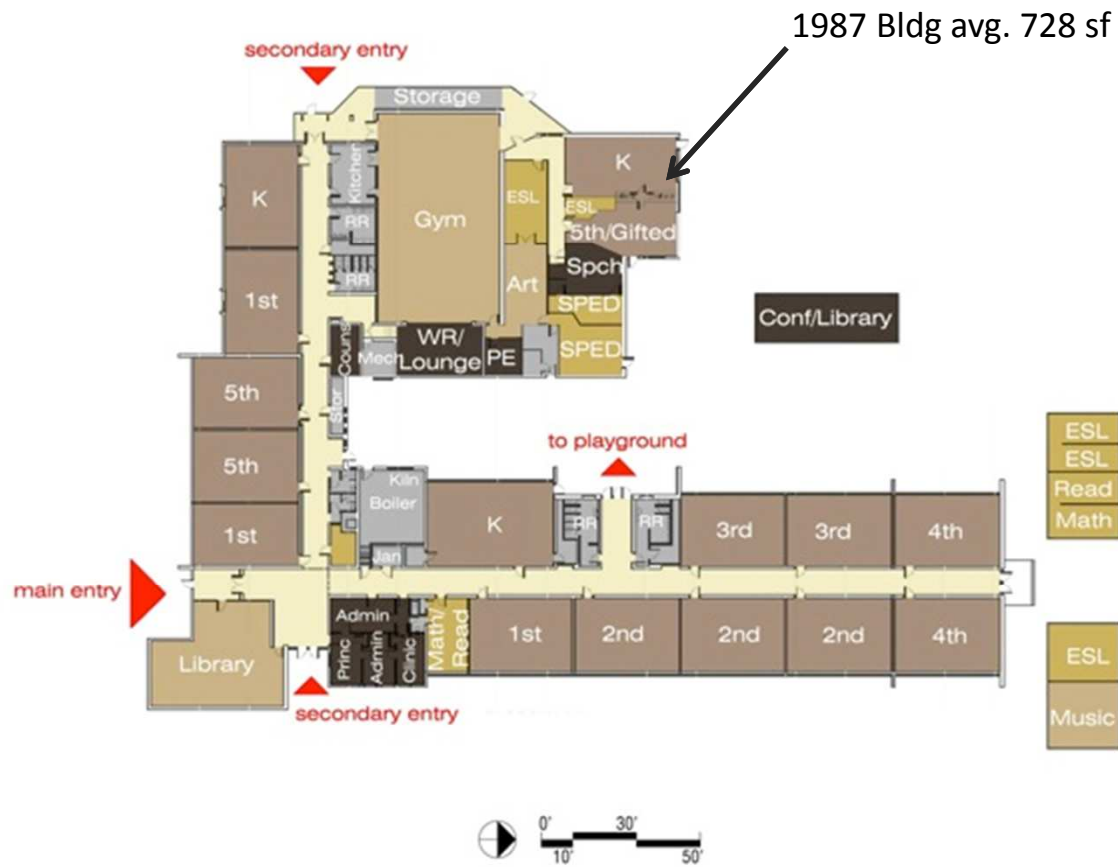 1987 Bldg avg. 728 sf
secondary entry
Storage
K
Kitchen
RR
RR
Gym
ESL
K
ESL
5th/Gifted
Spch
Art
SPED
SPED
1st
Couns
Mech
WR/
Lounge
PE
Conf/Library
5th
Stor
5th
1st
to playground
Kiln
Boiler
Jan
K
RR
RR
3rd
3rd
4th
ESL
ESL
Read
Math
main entry
Library
Admin
Princ
Admin
Clinic
Math/
Read
1st
2nd
2nd
2nd
4th
ESL
Music
secondary entry
0' 30'
10' 50'